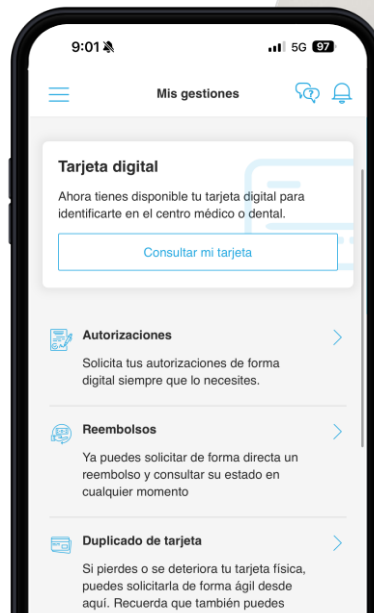 9:01
5G 97
Mis gestiones
Tarjeta digital
Ahora tienes disponible tu tarjeta digital para
identificarte en el centro médico o dental.
Consultar mi tarjeta
Autorizaciones
Solicita tus autorizaciones de forma
digital siempre que lo necesites.
Reembolsos
Ya puedes solicitar de forma directa un
reembolso y consultar su estado en
cualquier momento
Duplicado de tarjeta
Si pierdes o se deteriora tu tarjeta física,
puedes solicitarla de forma ágil desde
aquí. Recuerda que también puedes